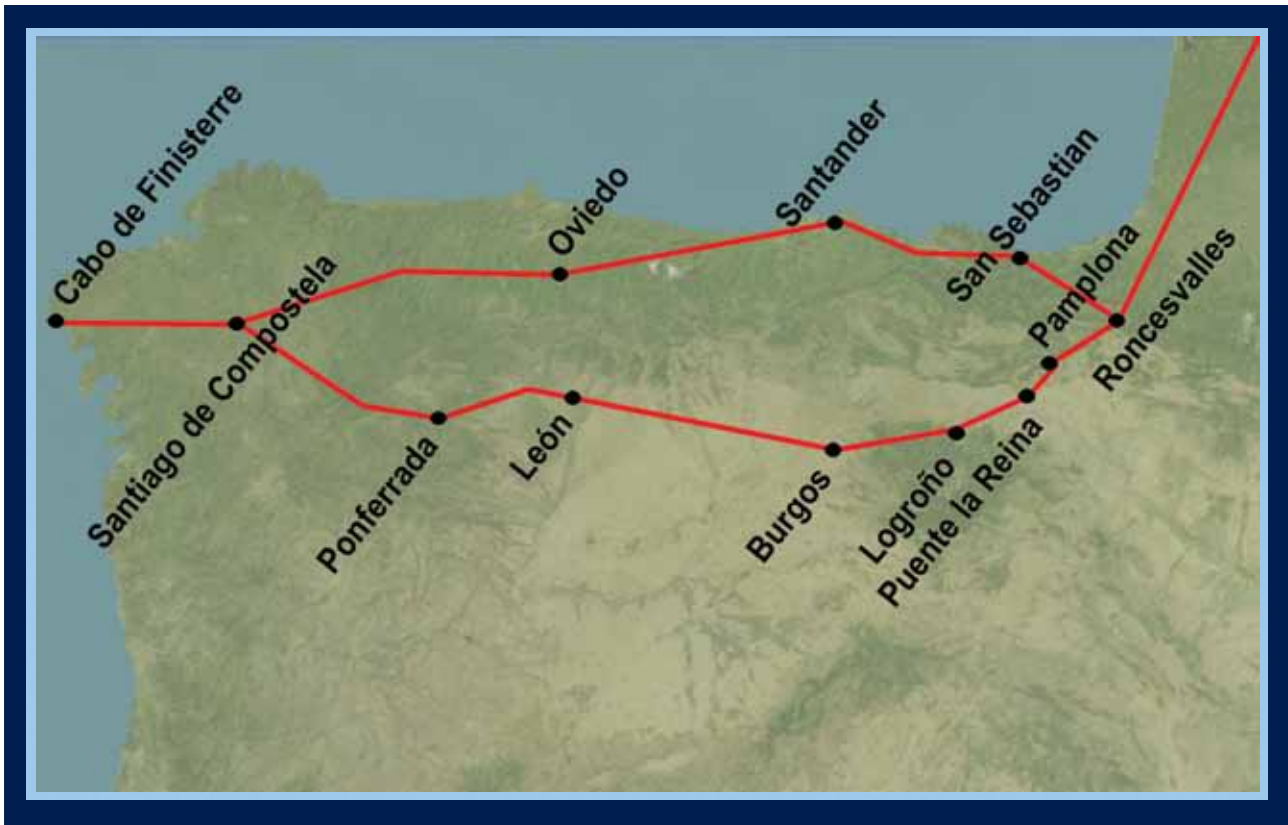 Cabo de Finisterre
Santiago de Compostela
Oviedo
Santander
San Sebastian
Pamplona
Roncesvalles
Ponferrada
León
Burgos
Logroño
Puente la Reina